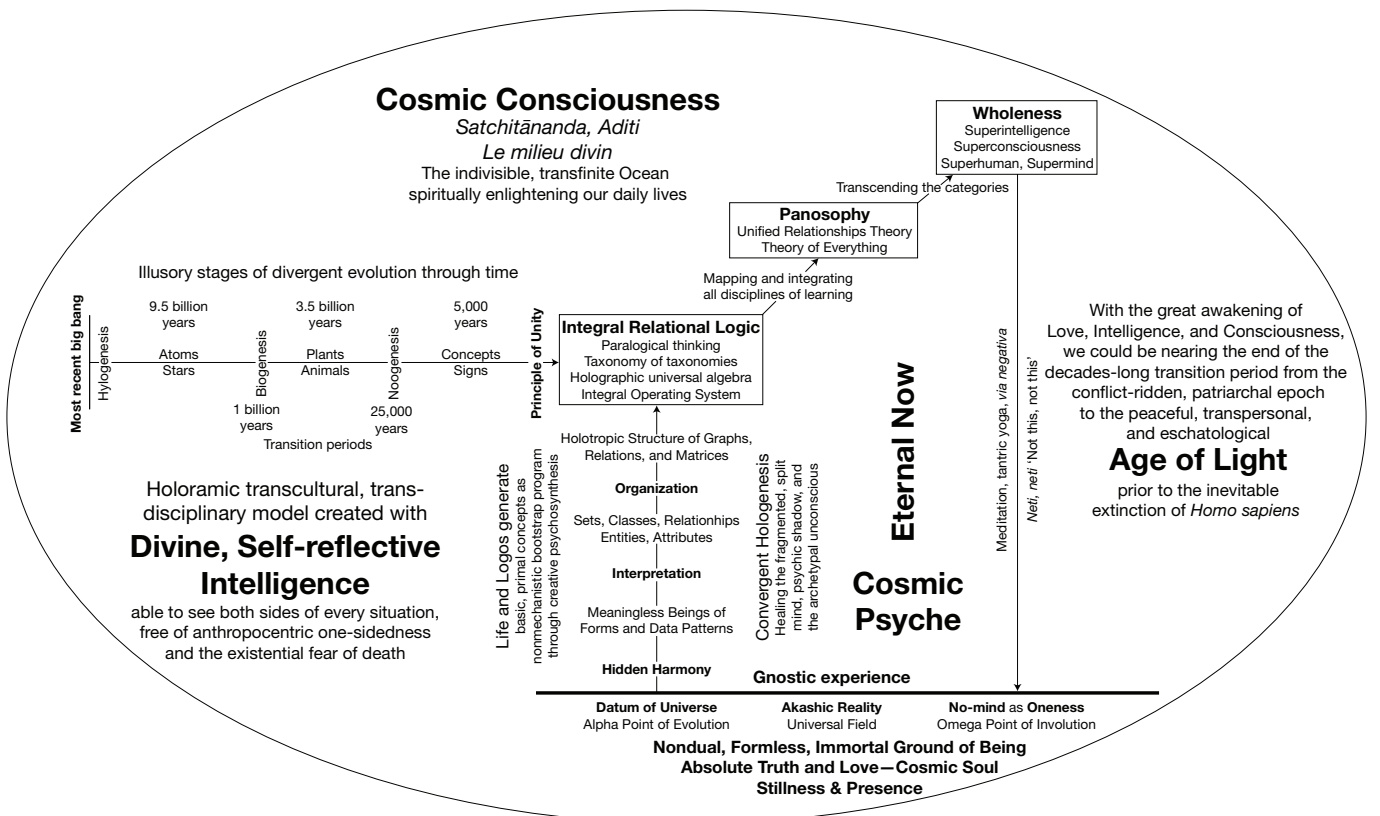 Cosmic Consciousness
Satchitānanda, Aditi
Le milieu divin
The indivisible, transfinite Ocean
spiritually enlightening our daily lives
Wholeness
Superintelligence
Superconsciousness
Superhuman, Supermind
Transcending the categories
Panosophy
Unified Relationships Theory
Theory of Everything
Mapping and integrating
all disciplines of learning
Illusory stages of divergent evolution through time
Most recent big bang
Hylogenesis
9.5 billion
years
Atoms
Stars
Biogenesis
1 billion
years
3.5 billion
years
Plants
Animals
Noogenesis
25,000
years
Transition periods
5,000
years
Concepts
Signs
Principle of Unity
Integral Relational Logic
Paralogical thinking
Taxonomy of taxonomies
Holographic universal algebra
Integral Operating System
Holotropic Structure of Graphs,
Relations, and Matrices
Organization
Sets, Classes, Relationhips
Entities, Attributes
Interpretation
Meaningless Beings of
Forms and Data Patterns
Hidden Harmony
Life and Logos generate
basic, primal concepts as
nonmechanistic bootstrap program
through creative psychosynthesis
Convergent Hologenesis
Healing the fragmented, split
mind, psychic shadow, and
the archetypal unconscious
Eternal Now
Cosmic
Psyche
Meditation, tantric yoga, via negativa
Neti, neti ‘Not this, not this’
With the great awakening of
Love, Intelligence, and Consciousness,
we could be nearing the end of the
decades-long transition period from the
conflict-ridden, patriarchal epoch
to the peaceful, transpersonal,
and eschatological
Age of Light
prior to the inevitable
extinction of Homo sapiens
Holoramic transcultural, trans-
disciplinary model created with
Divine, Self-reflective
Intelligence
able to see both sides of every situation,
free of anthropocentric one-sidedness
and the existential fear of death
Gnostic experience
Datum of Universe
Alpha Point of Evolution
Akashic Reality
Universal Field
No-mind as Oneness
Omega Point of Involution
Nondual, Formless, Immortal Ground of Being
Absolute Truth and Love—Cosmic Soul
Stillness & Presence